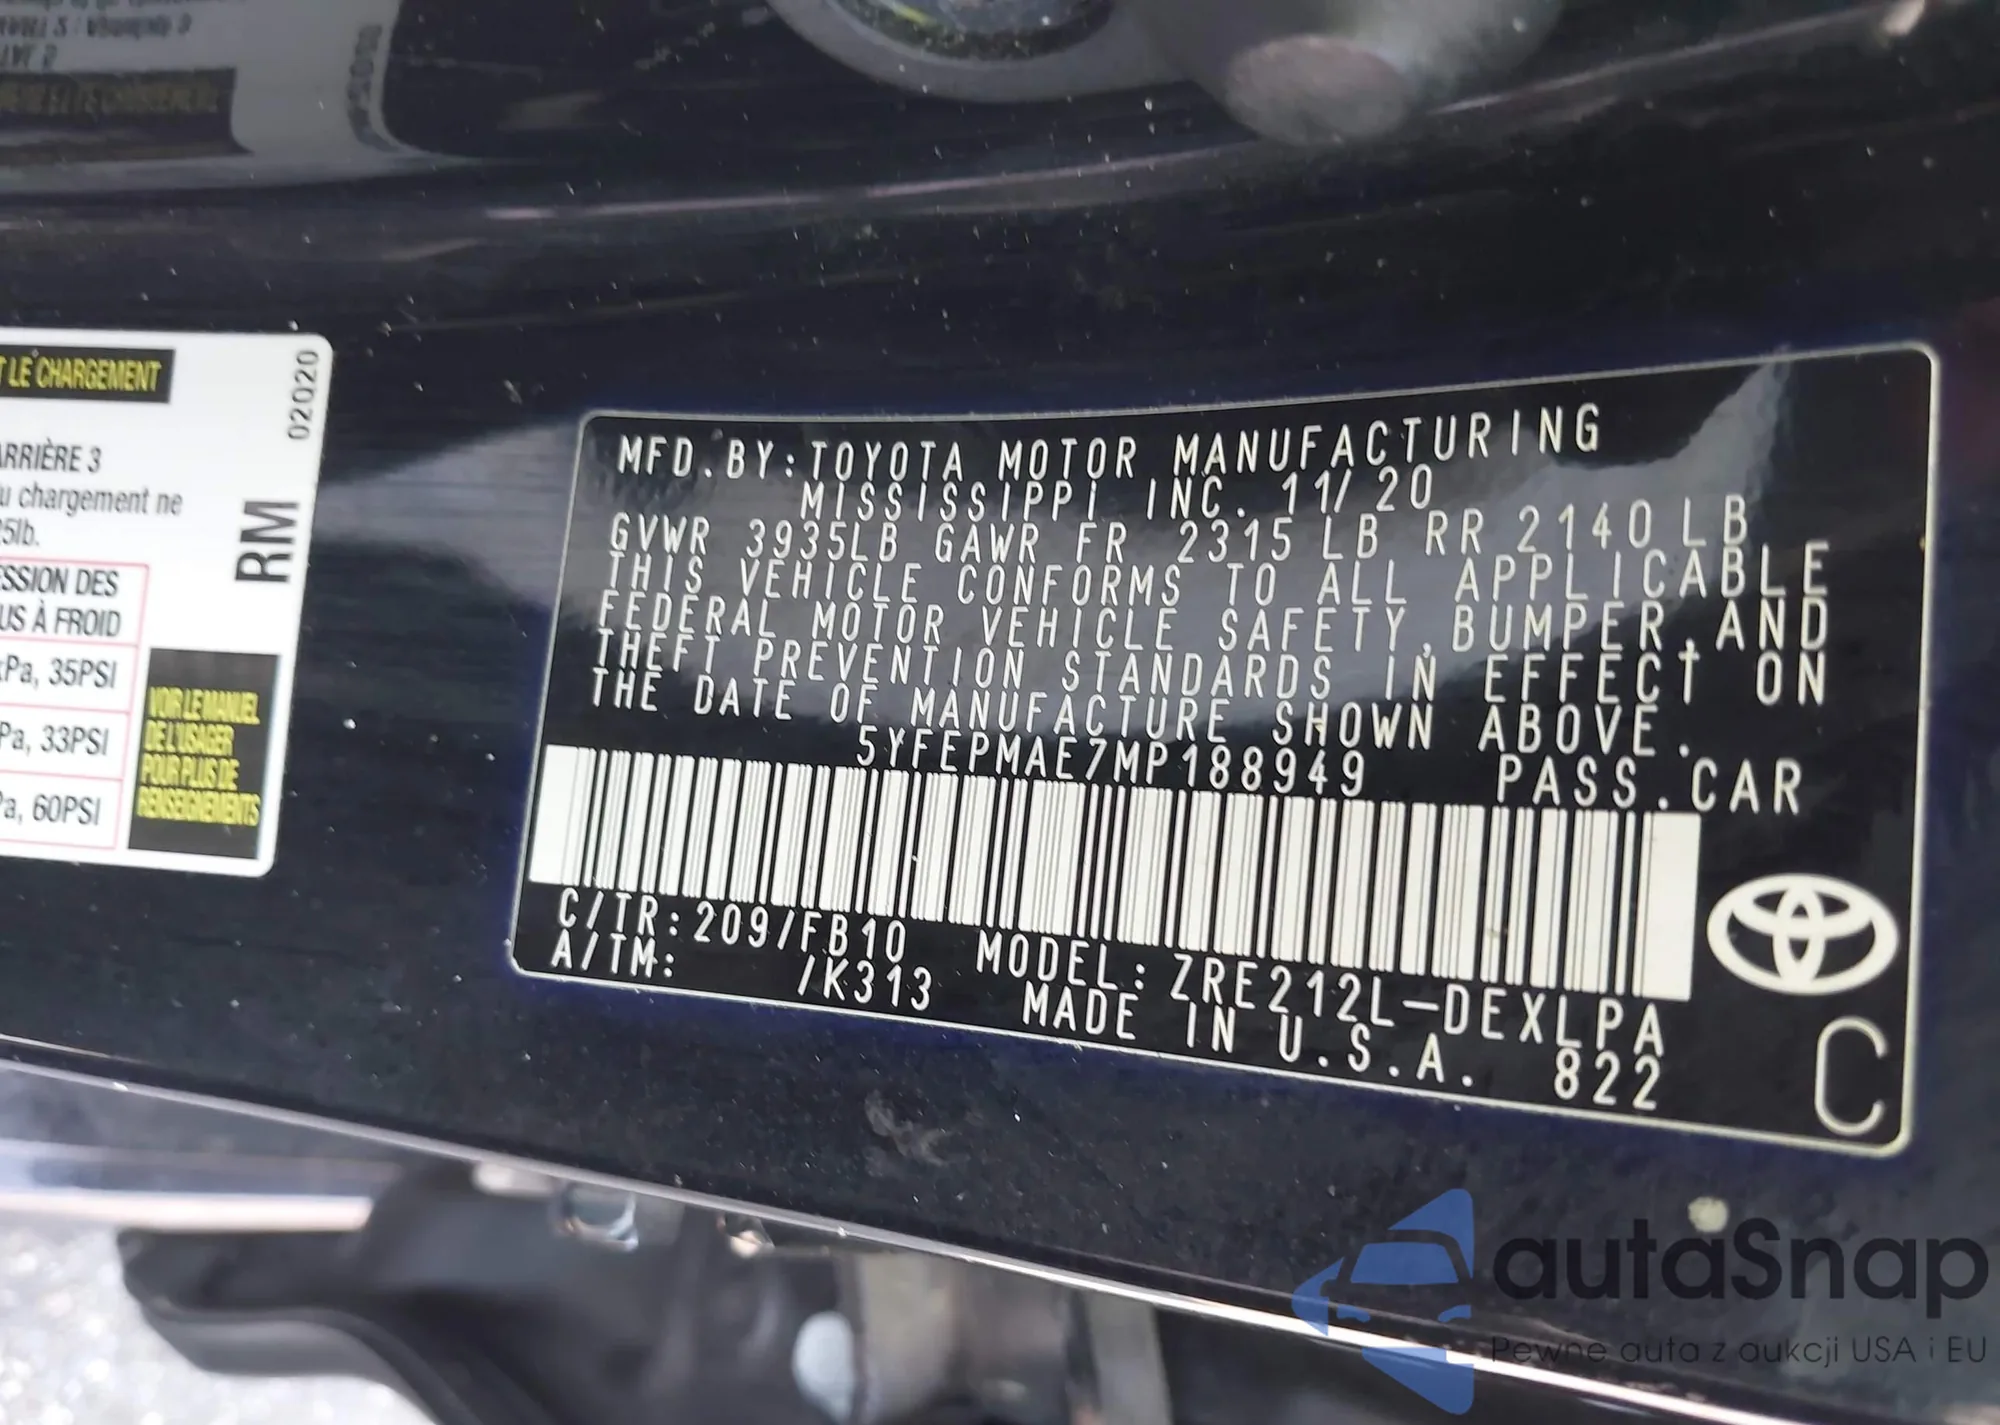 T LE CHARGEMENT
02020
ARRIÈRE 3
u chargement ne
5lb.
RM
ESSION DES
US À FROID
kPa, 35PSI
Pa, 33PSI
Pa, 60PSI
VOIR LE MANUEL
DE L'USAGER
POUR PLUS DE
RENSEIGNEMENTS
MFD.BY:TOYOTA MOTOR MANUFACTURING
MISSISSIPPI INC. 11/20
GVWR 3935LB GAWR FR 2315 LB RR 2140 LB
THIS VEHICLE CONFORMS TO ALL APPLICABLE
FEDERAL MOTOR VEHICLE SAFETY,BUMPER,AND
THEFT PREVENTION STANDARDS IN EFFECT ON
THE DATE OF MANUFACTURE SHOWN ABOVE.
5YFEPMAE7MP188949 PASS.CAR
C/TR:209/FB10 MODEL:ZRE212L-DEXLPA
A/TM: /K313 MADE IN U.S.A. 822
C
autaSnap
Pewne auta z aukcji USA i EU